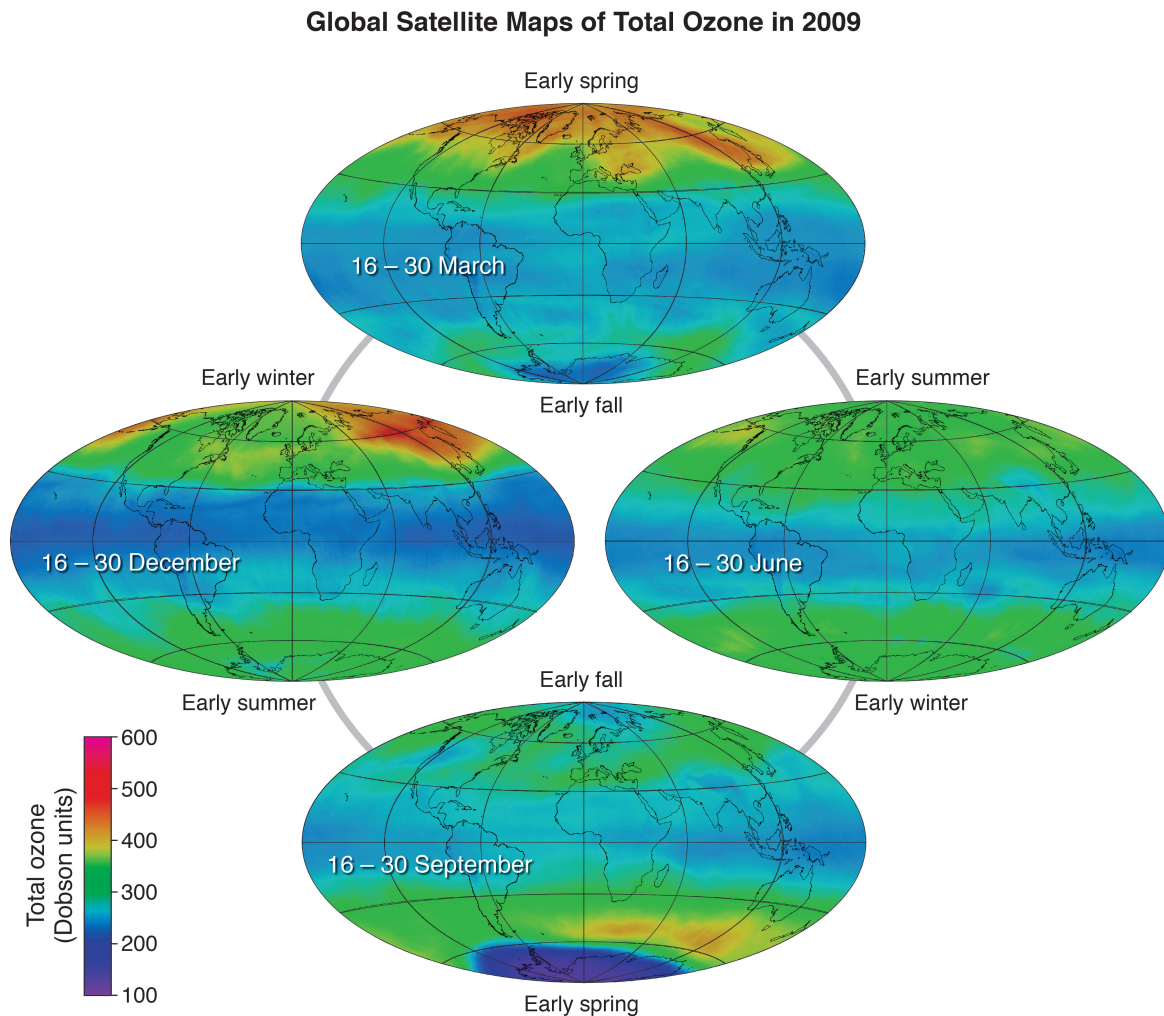 Global Satellite Maps of Total Ozone in 2009
Early spring
16 – 30 March
Early fall
Early winter
16 – 30 December
Early summer
Early summer
16 – 30 June
Early winter
Early fall
16 – 30 September
Early spring
Total ozone
(Dobson units)
600
500
400
300
200
100